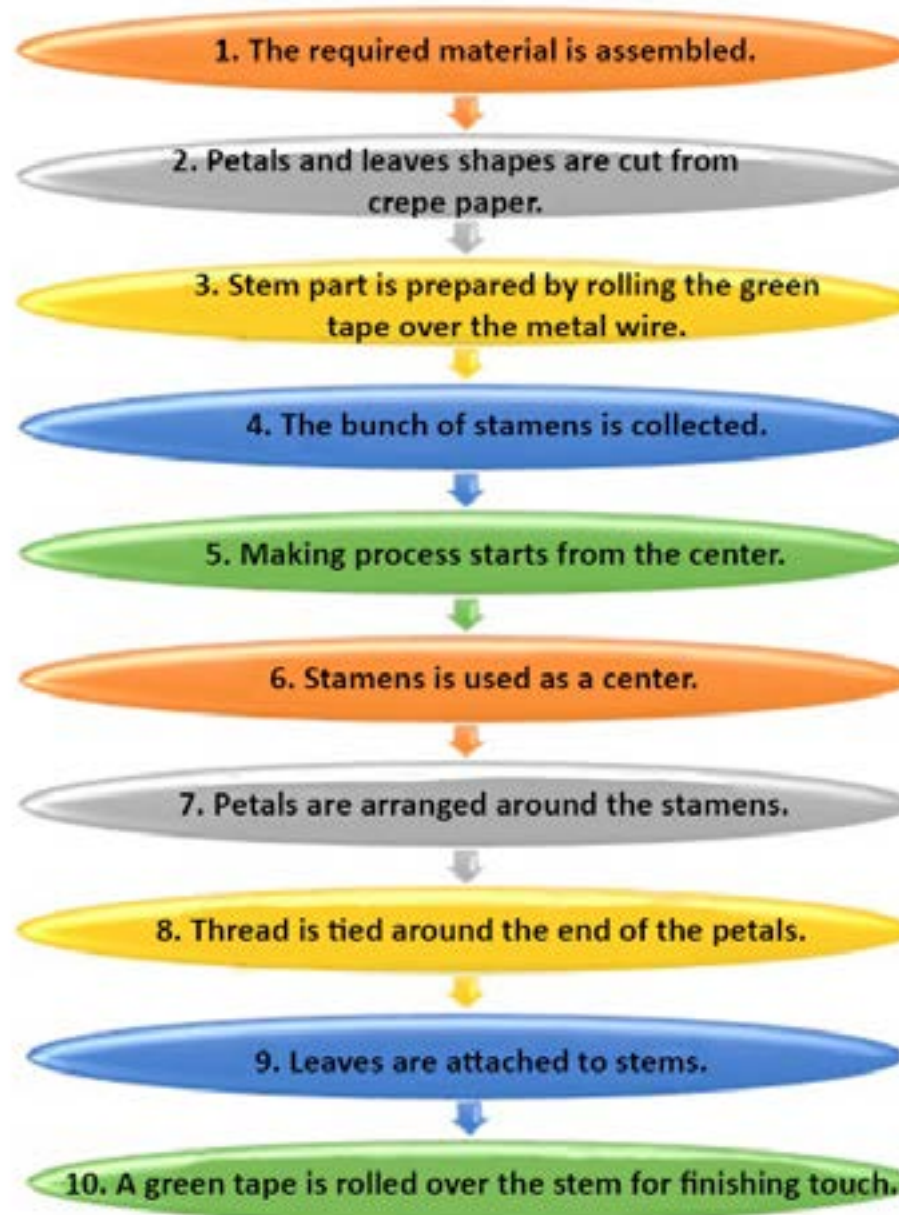 1. The required material is assembled.
2. Petals and leaves shapes are cut from
crepe paper.
3. Stem part is prepared by rolling the green
tape over the metal wire.
4. The bunch of stamens is collected.
5. Making process starts from the center.
6. Stamens is used as a center.
7. Petals are arranged around the stamens.
8. Thread is tied around the end of the petals.
9. Leaves are attached to stems.
10. A green tape is rolled over the stem for finishing touch.